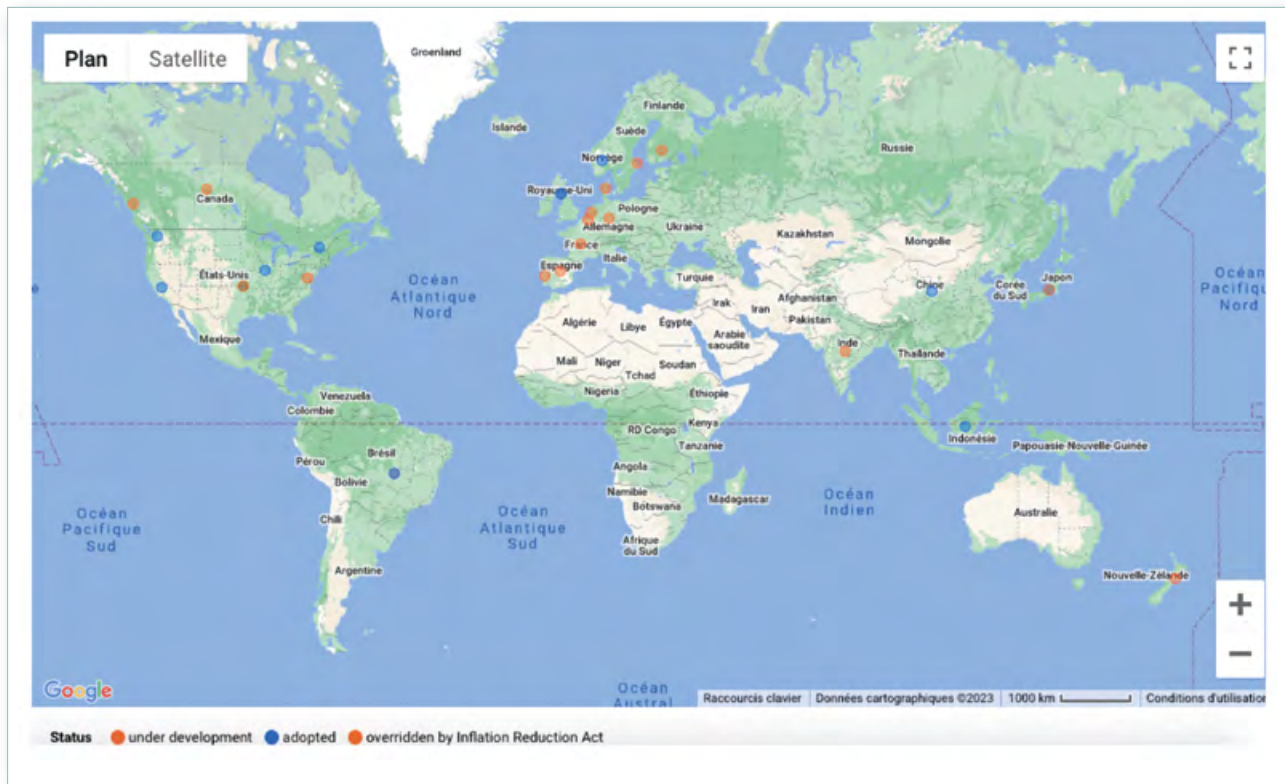 Plan Satellite
Groenland
Islande
Finlande
Suède
Norvège
Russie
Royaume-Uni
Pologne
Allemagne
Ukraine
France
Italie
Espagne
Turquie
Kazakhstan
Mongolie
Chine
Corée
du Sud
Japon
Canada
États-Unis
Mexique
Océan
Atlantique
Nord
Océan
Pacifique
Nord
Algérie
Libye
Égypte
Irak
Iran
Afghanistan
Pakistan
Arabie
saoudite
Inde
Thaïlande
Mali
Niger
Tchad
Soudan
Nigeria
Éthiopie
Venezuela
Colombie
RD Congo
Kenya
Tanzanie
Indonésie
Papouasie-Nouvelle-Guinée
Pérou
Brésil
Bolivie
Angola
Namibie
Botswana
Madagascar
Océan
Indien
Océan
Pacifique
Sud
Chili
Océan
Atlantique
Sud
Afrique
du Sud
Australie
Argentine
Nouvelle-Zélande
Océan
Austral
Google
Raccourcis clavier Données cartographiques ©2023 1000 km Conditions d'utilisation
Status under development adopted overridden by Inflation Reduction Act